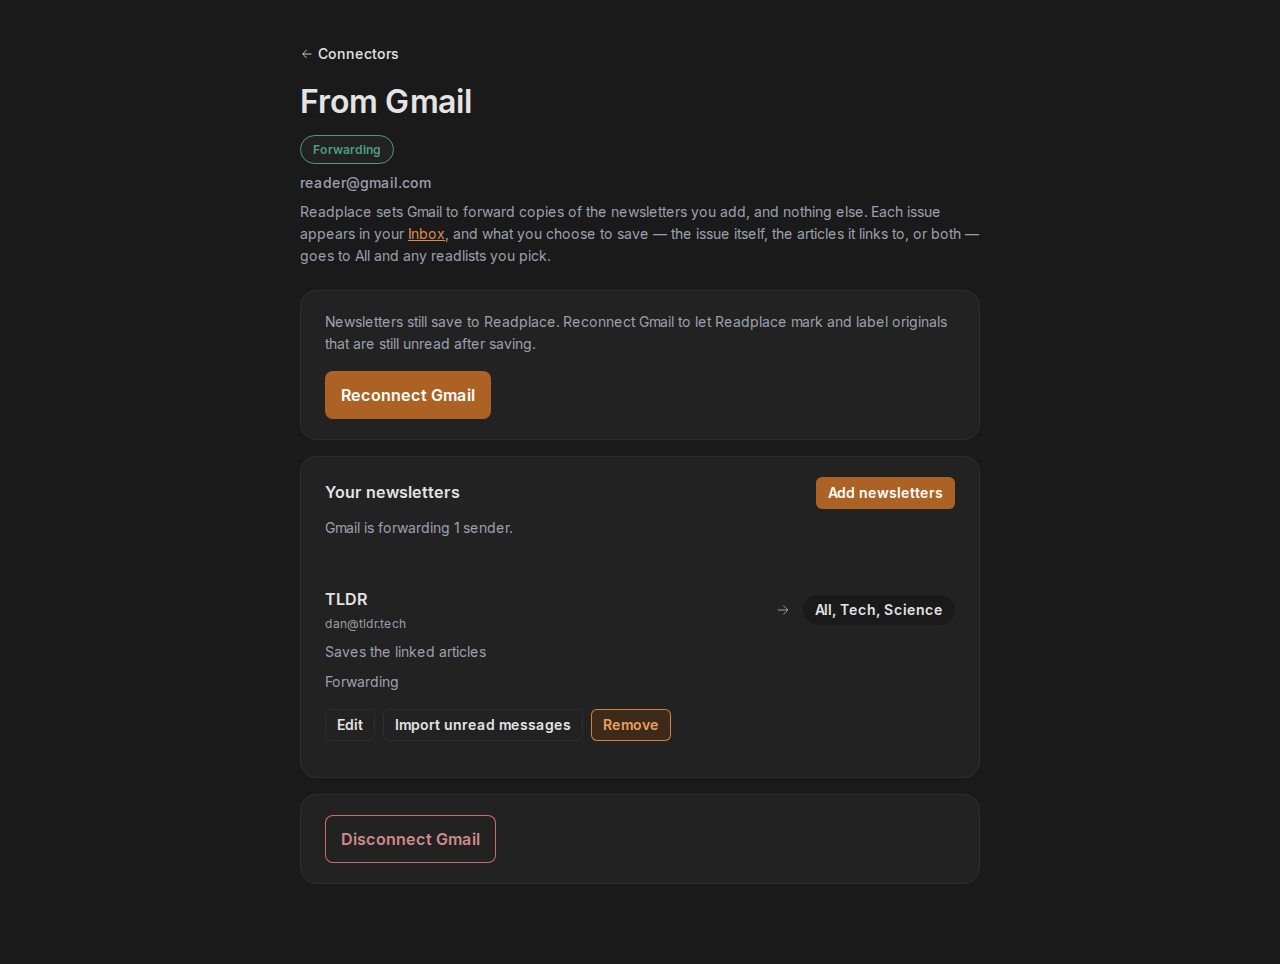 ← Connectors
From Gmail
Forwarding
reader@gmail.com
Readplace sets Gmail to forward copies of the newsletters you add, and nothing else. Each issue
appears in your Inbox, and what you choose to save — the issue itself, the articles it links to, or both —
goes to All and any readlists you pick.
Newsletters still save to Readplace. Reconnect Gmail to let Readplace mark and label originals
that are still unread after saving.
Reconnect Gmail
Your newsletters
Add newsletters
Gmail is forwarding 1 sender.
TLDR
→ All, Tech, Science
dan@tldr.tech
Saves the linked articles
Forwarding
Edit Import unread messages Remove
Disconnect Gmail